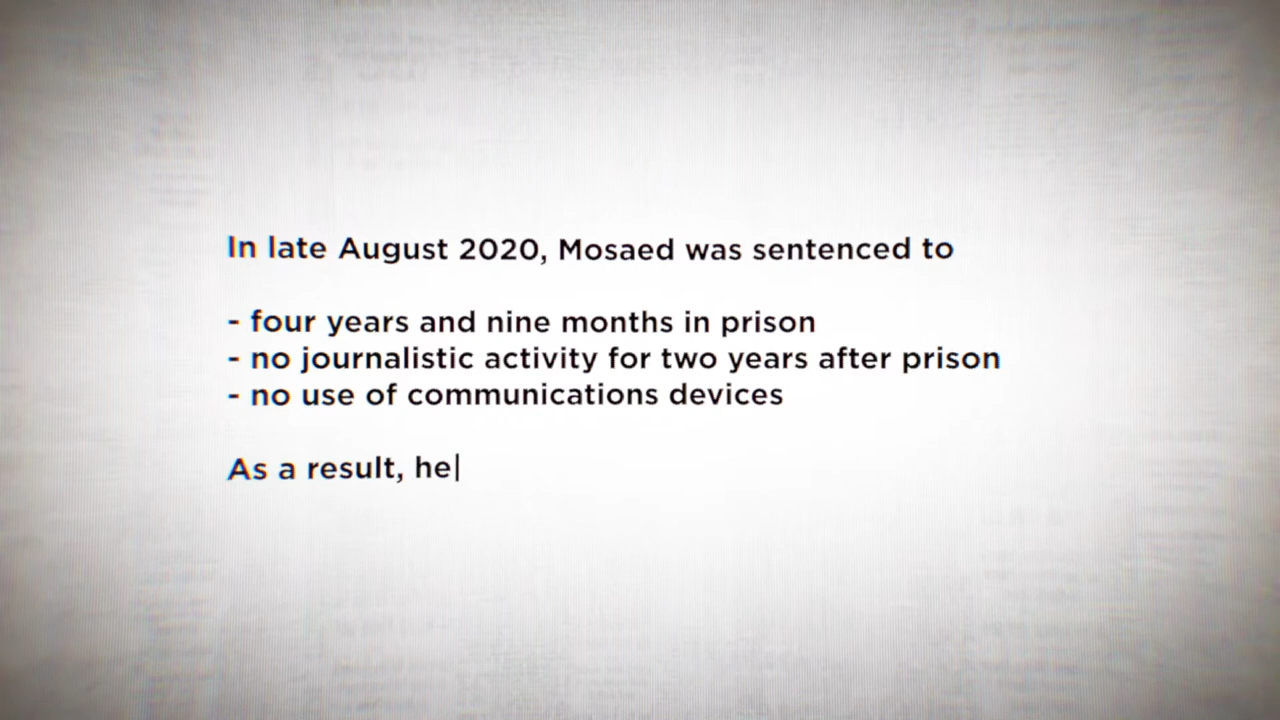 In late August 2020, Mosaed was sentenced to
- four years and nine months in prison
- no journalistic activity for two years after prison
- no use of communications devices
As a result, he